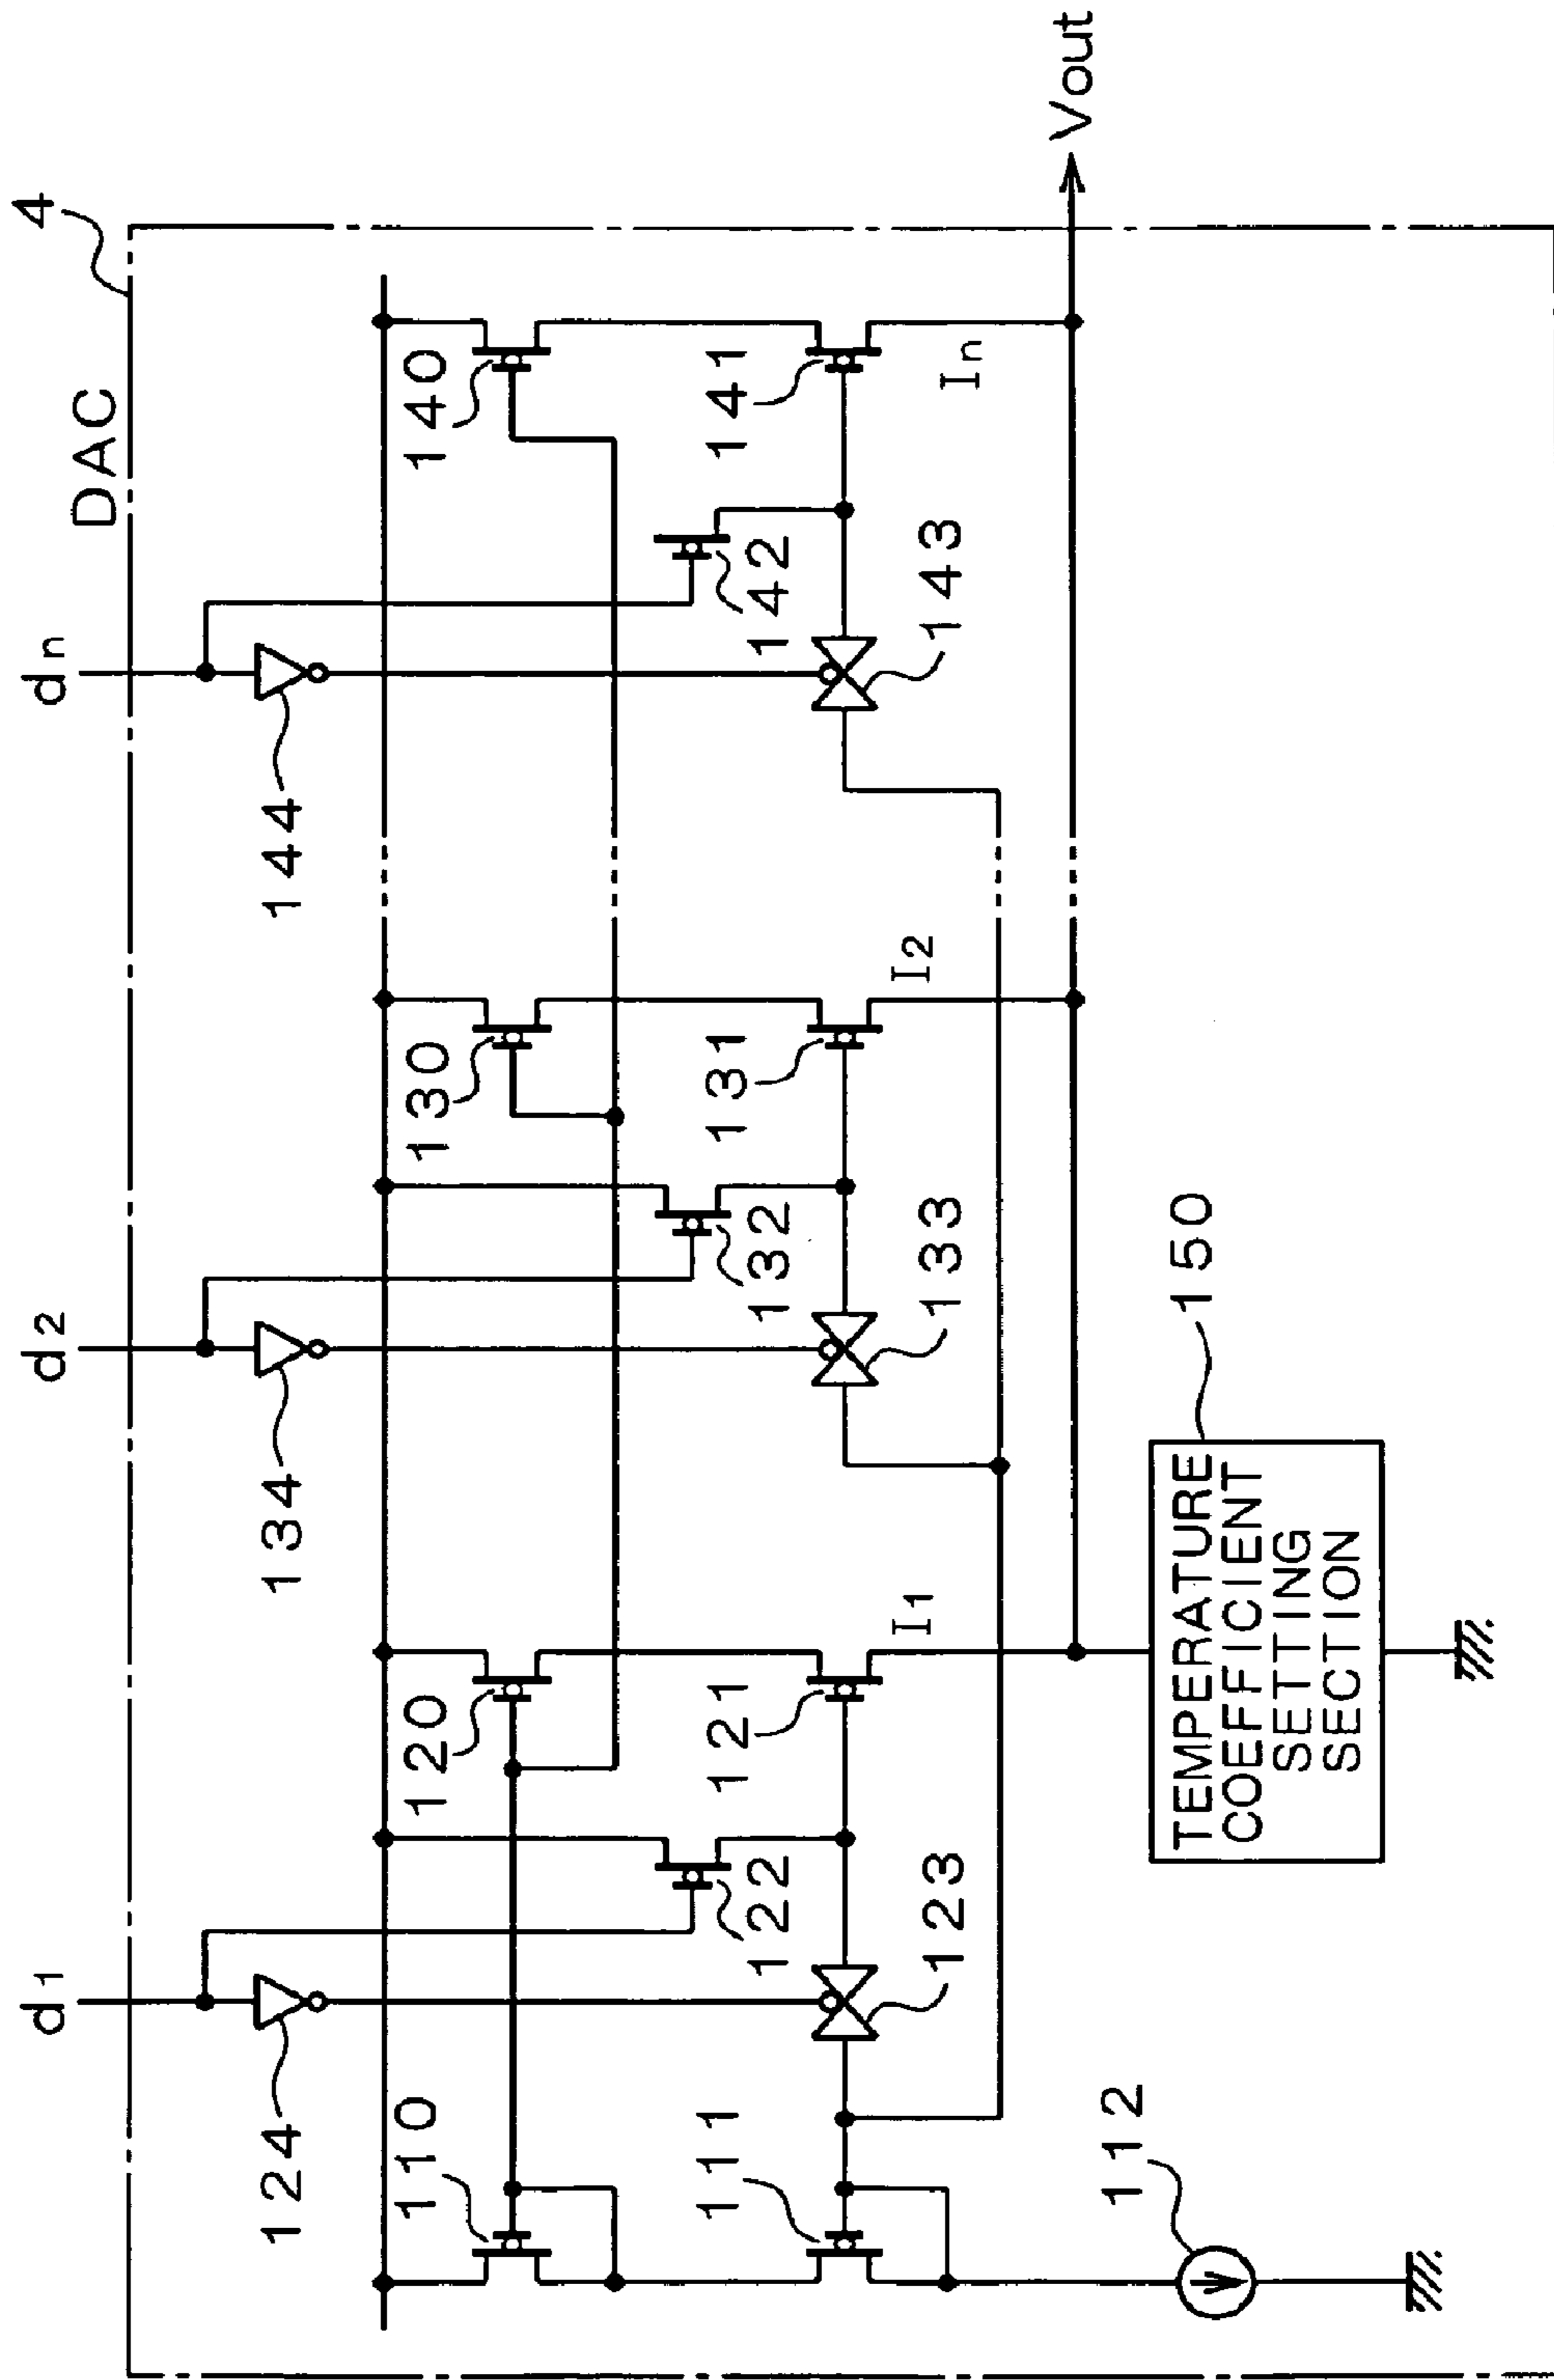 4
DAC
d1
d2
dn
124
134
144
110
120
130
140
122
132
142
111
121
131
141
123
133
143
I1
I2
In
Vout
112
150
TEMPERATURE
COEFFICIENT
SETTING
SECTION